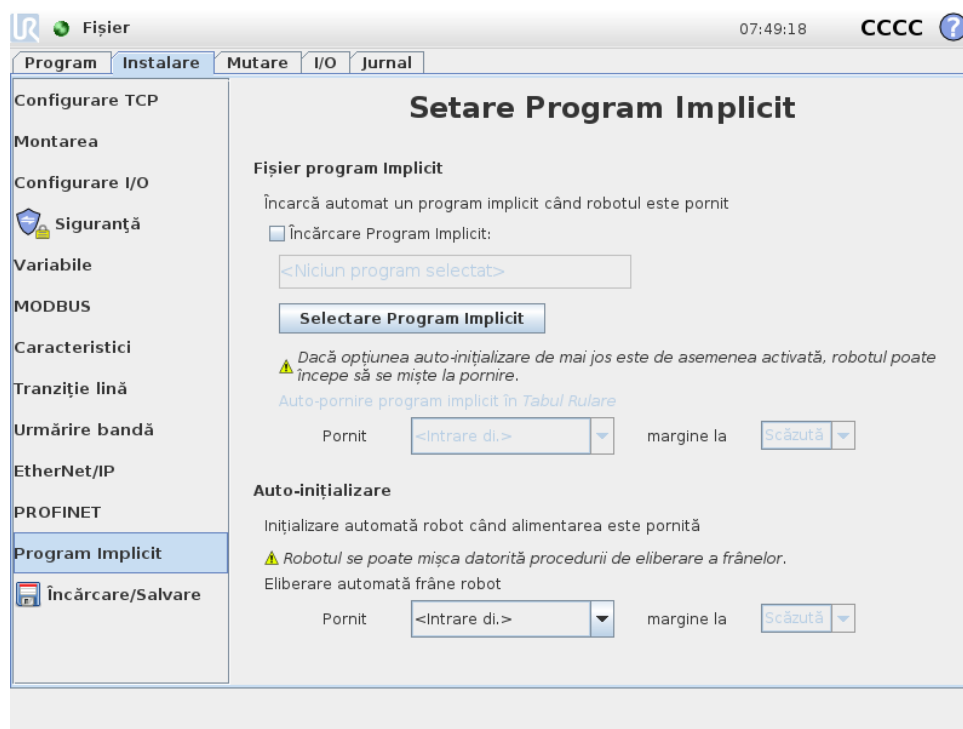 UR Fișier 07:49:18 CCCC ?
Program Instalare Mutare I/O Jurnal
Configurare TCP
Montarea
Configurare I/O
Siguranţă
Variabile
MODBUS
Caracteristici
Tranziție lină
Urmărire bandă
EtherNet/IP
PROFINET
Program Implicit
Încărcare/Salvare
Setare Program Implicit
Fișier program Implicit
Încarcă automat un program implicit când robotul este pornit
Încărcare Program Implicit:
<Niciun program selectat>
Selectare Program Implicit
Dacă opțiunea auto-inițializare de mai jos este de asemenea activată, robotul poate
începe să se miște la pornire.
Auto-pornire program implicit în Tabul Rulare
Pornit <Intrare di.> margine la Scăzută
Auto-inițializare
Inițializare automată robot când alimentarea este pornită
Robotul se poate mișca datorită procedurii de eliberare a frânelor.
Eliberare automată frâne robot
Pornit <Intrare di.> margine la Scăzută